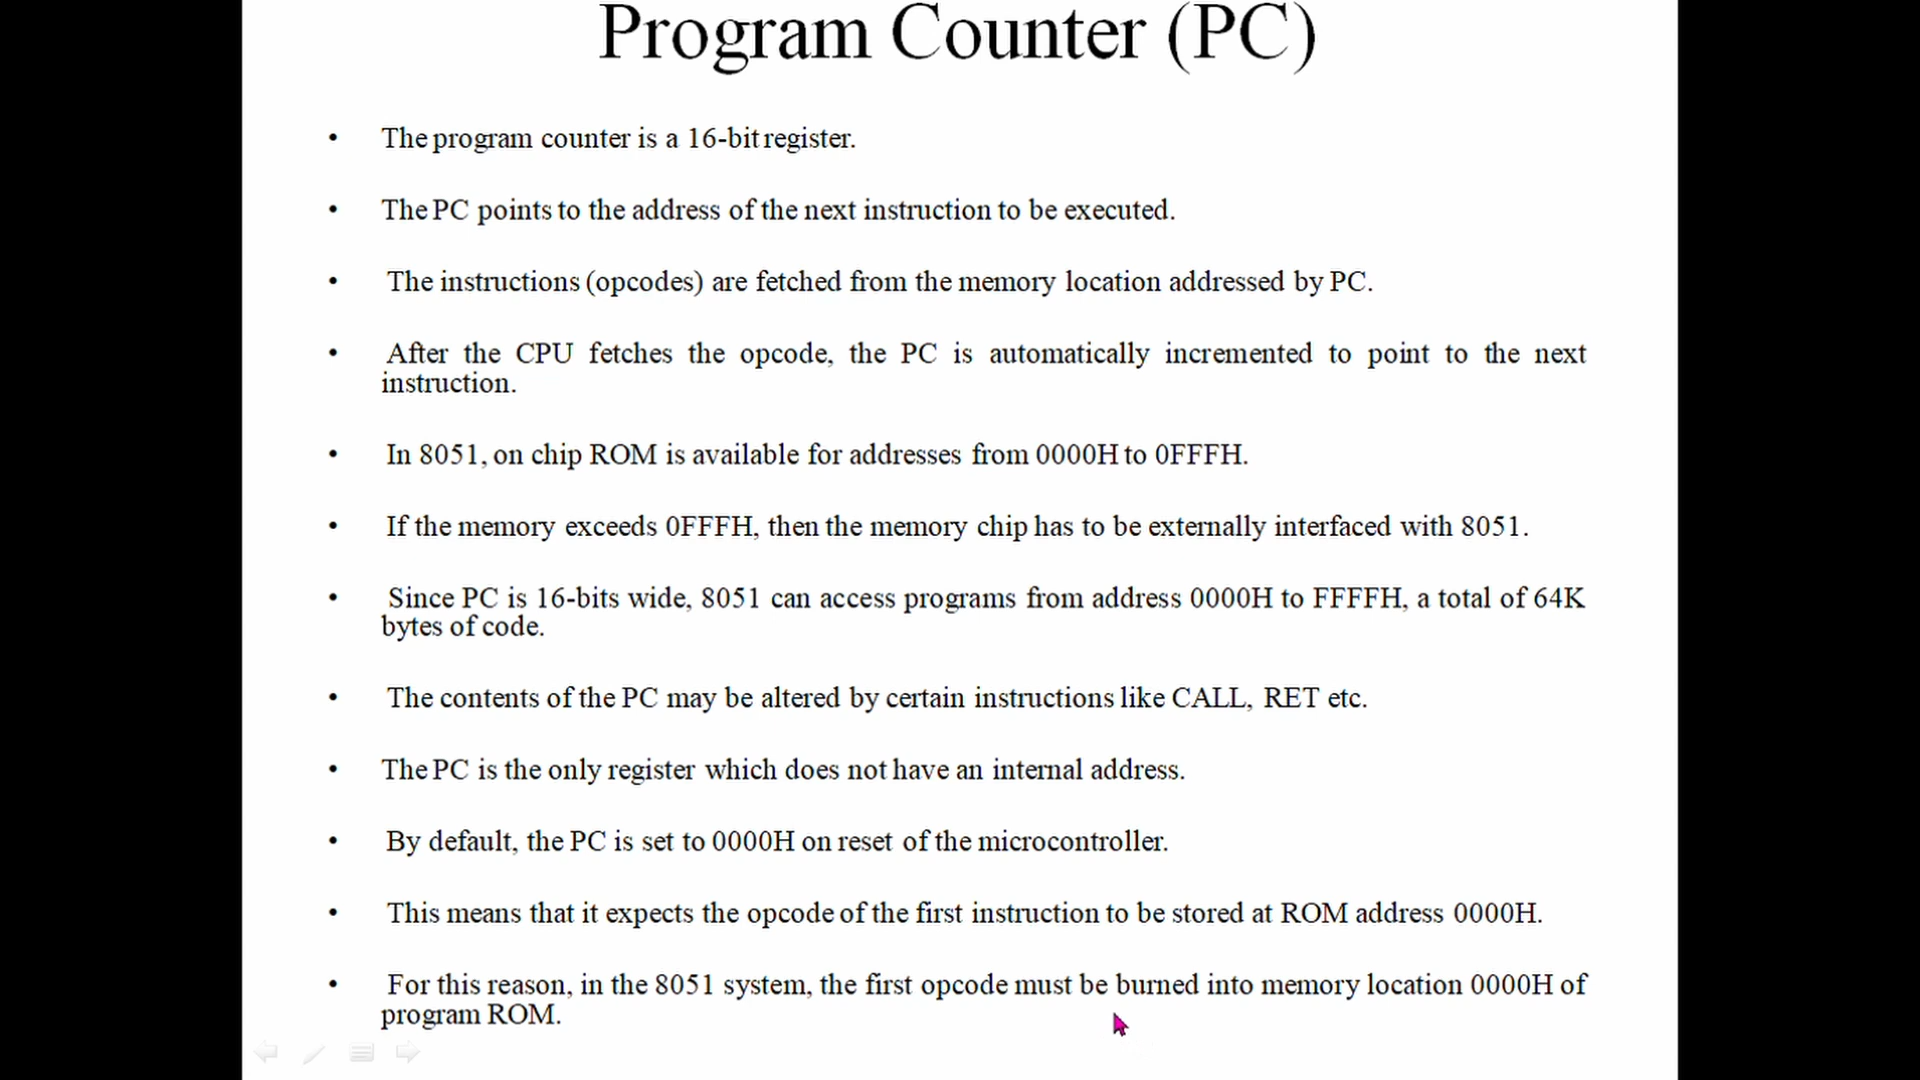 Program Counter (PC)
• The program counter is a 16-bit register.
• The PC points to the address of the next instruction to be executed.
• The instructions (opcodes) are fetched from the memory location addressed by PC.
• After the CPU fetches the opcode, the PC is automatically incremented to point to the next
instruction.
• In 8051, on chip ROM is available for addresses from 0000H to 0FFFH.
• If the memory exceeds 0FFFH, then the memory chip has to be externally interfaced with 8051.
• Since PC is 16-bits wide, 8051 can access programs from address 0000H to FFFFH, a total of 64K
bytes of code.
• The contents of the PC may be altered by certain instructions like CALL, RET etc.
• The PC is the only register which does not have an internal address.
• By default, the PC is set to 0000H on reset of the microcontroller.
• This means that it expects the opcode of the first instruction to be stored at ROM address 0000H.
• For this reason, in the 8051 system, the first opcode must be burned into memory location 0000H of
program ROM.